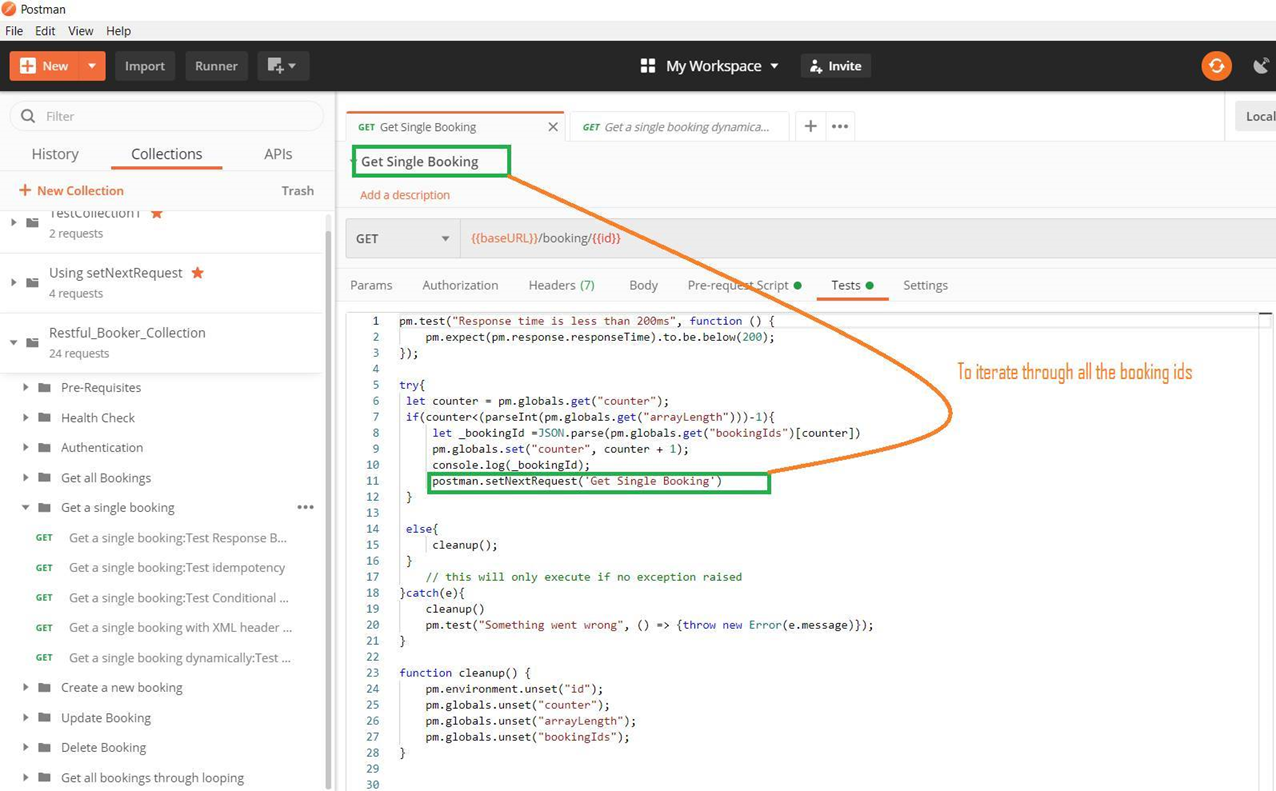 Postman
File Edit View Help
New Import Runner My Workspace Invite
Filter
History Collections APIs
New Collection Trash
TestCollection1
2 requests
Using setNextRequest
4 requests
Restful_Booker_Collection
24 requests
Pre-Requisites
Health Check
Authentication
Get all Bookings
Get a single booking
GET Get a single booking:Test Response B...
GET Get a single booking:Test idempotency
GET Get a single booking:Test Conditional ...
GET Get a single booking with XML header ...
GET Get a single booking dynamically:Test ...
Create a new booking
Update Booking
Delete Booking
Get all bookings through looping
GET Get Single Booking GET Get a single booking dynamica... Local
Get Single Booking
Add a description
GET {{baseURL}}/booking/{{id}}
Params Authorization Headers (7) Body Pre-request Script Tests Settings
1 pm.test("Response time is less than 200ms", function () {
2 pm.expect(pm.response.responseTime).to.be.below(200);
3 });
4
5 try{
6 let counter = pm.globals.get("counter");
7 if(counter<(parseInt(pm.globals.get("arrayLength")))-1){
8 let _bookingId =JSON.parse(pm.globals.get("bookingIds")[counter])
9 pm.globals.set("counter", counter + 1);
10 console.log(_bookingId);
11 postman.setNextRequest('Get Single Booking')
12 }
13
14 else{
15 cleanup();
16 }
17 // this will only execute if no exception raised
18 }catch(e){
19 cleanup()
20 pm.test("Something went wrong", () => {throw new Error(e.message)});
21 }
22
23 function cleanup() {
24 pm.environment.unset("id");
25 pm.globals.unset("counter");
26 pm.globals.unset("arrayLength");
27 pm.globals.unset("bookingIds");
28 }
29
30
To iterate through all the booking ids